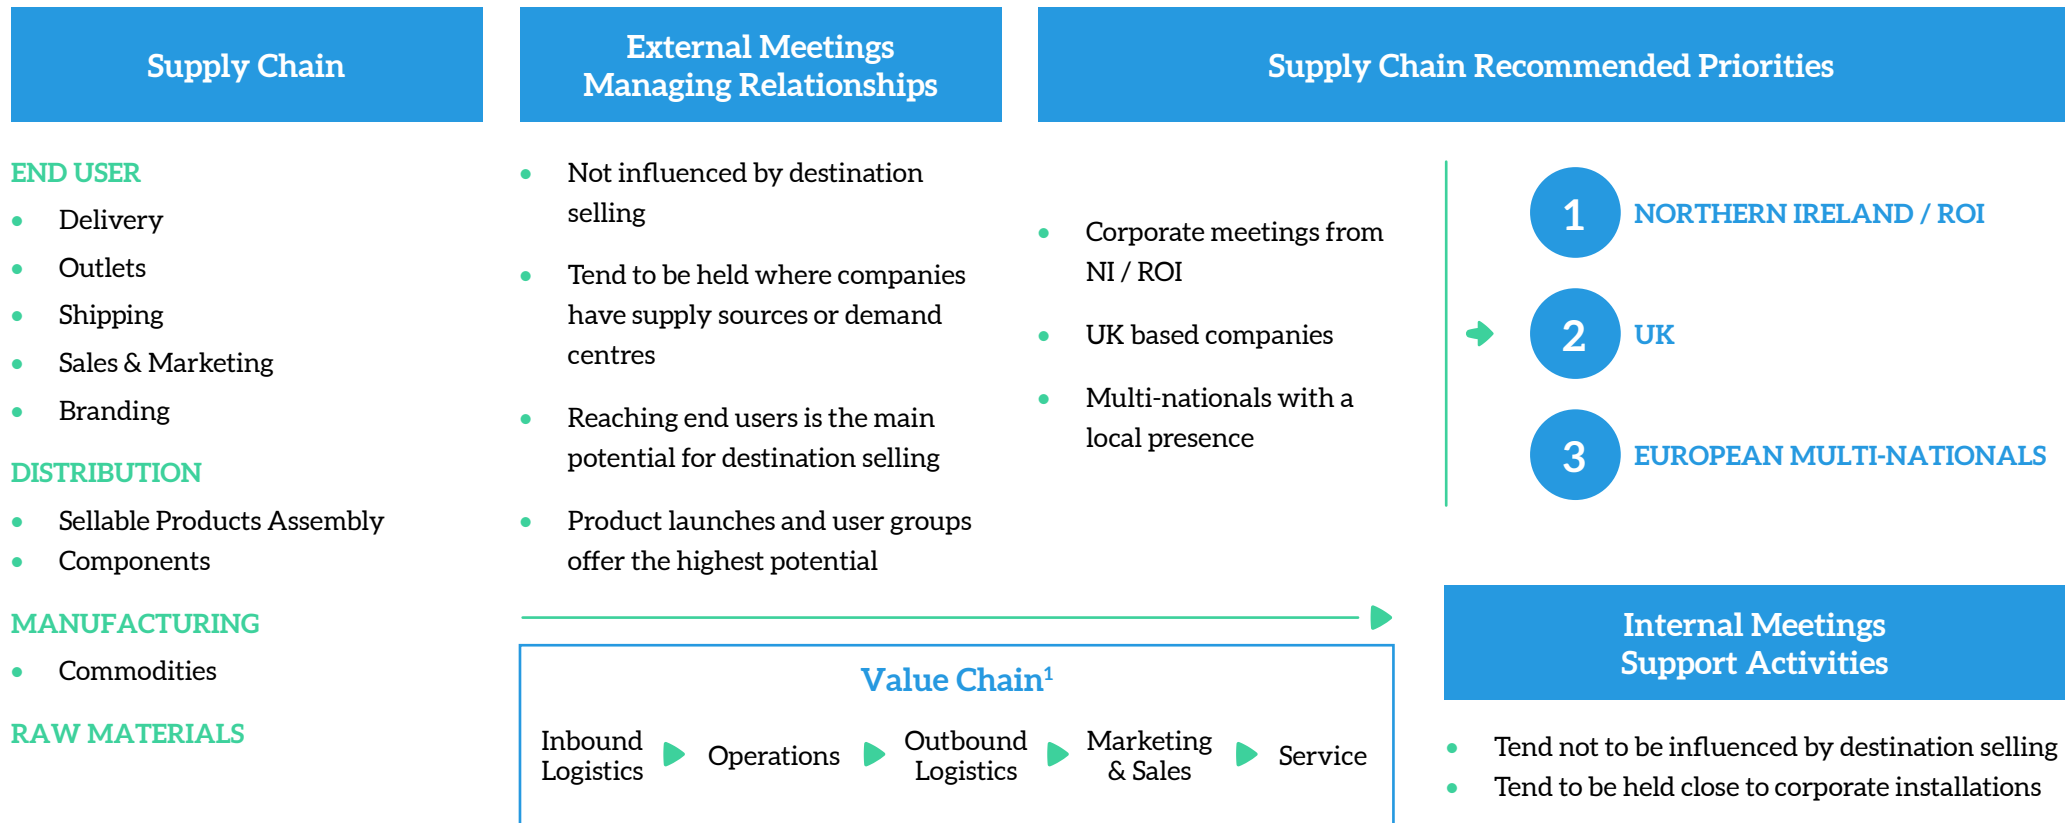 Supply Chain
END USER
Delivery
Outlets
Shipping
Sales & Marketing
Branding
DISTRIBUTION
Sellable Products Assembly
Components
MANUFACTURING
Commodities
RAW MATERIALS
External Meetings
Managing Relationships
Not influenced by destination
selling
Tend to be held where companies
have supply sources or demand
centres
Reaching end users is the main
potential for destination selling
Product launches and user groups
offer the highest potential
Supply Chain Recommended Priorities
Corporate meetings from
NI / ROI
UK based companies
Multi-nationals with a
local presence
1 NORTHERN IRELAND / ROI
2 UK
3 EUROPEAN MULTI-NATIONALS
Value Chain1
Inbound
Logistics
Operations
Outbound
Logistics
Marketing
& Sales
Service
Internal Meetings
Support Activities
Tend not to be influenced by destination selling
Tend to be held close to corporate installations